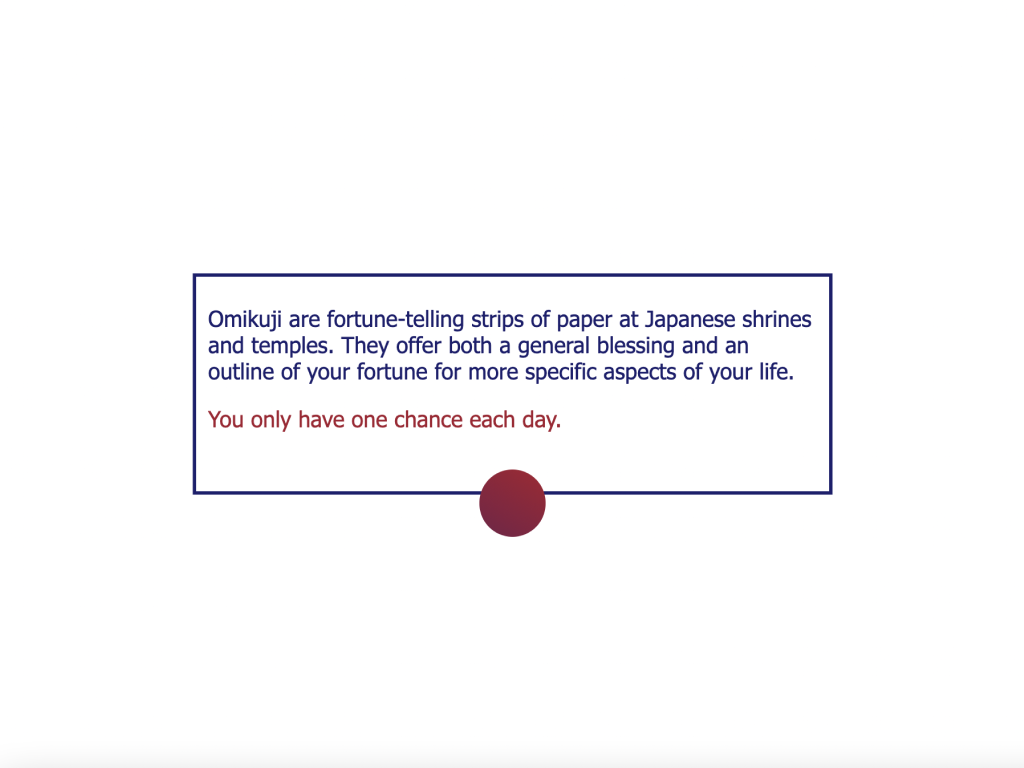 Omikuji are fortune-telling strips of paper at Japanese shrines
and temples. They offer both a general blessing and an
outline of your fortune for more specific aspects of your life.
You only have one chance each day.